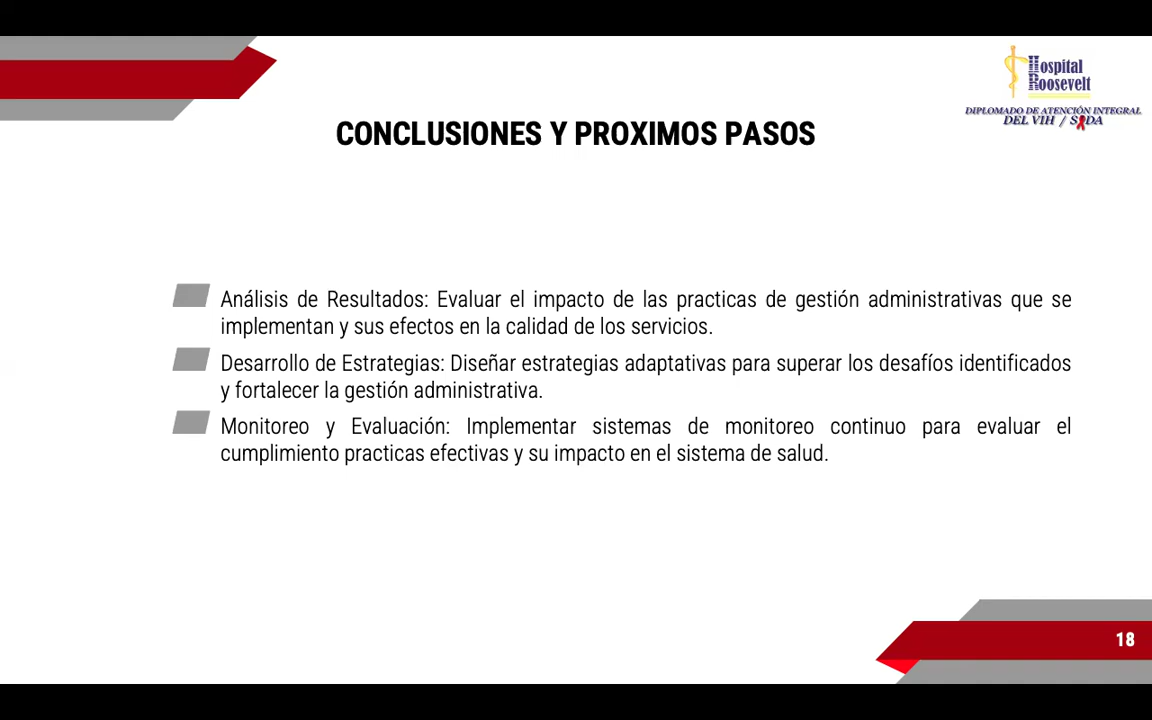 Hospital
Roosevelt
DIPLOMADO DE ATENCIÓN INTEGRAL
DEL VIH / SIDA
CONCLUSIONES Y PROXIMOS PASOS
Análisis de Resultados: Evaluar el impacto de las practicas de gestión administrativas que se
implementan y sus efectos en la calidad de los servicios.
Desarrollo de Estrategias: Diseñar estrategias adaptativas para superar los desafíos identificados
y fortalecer la gestión administrativa.
Monitoreo y Evaluación: Implementar sistemas de monitoreo continuo para evaluar el
cumplimiento practicas efectivas y su impacto en el sistema de salud.
18